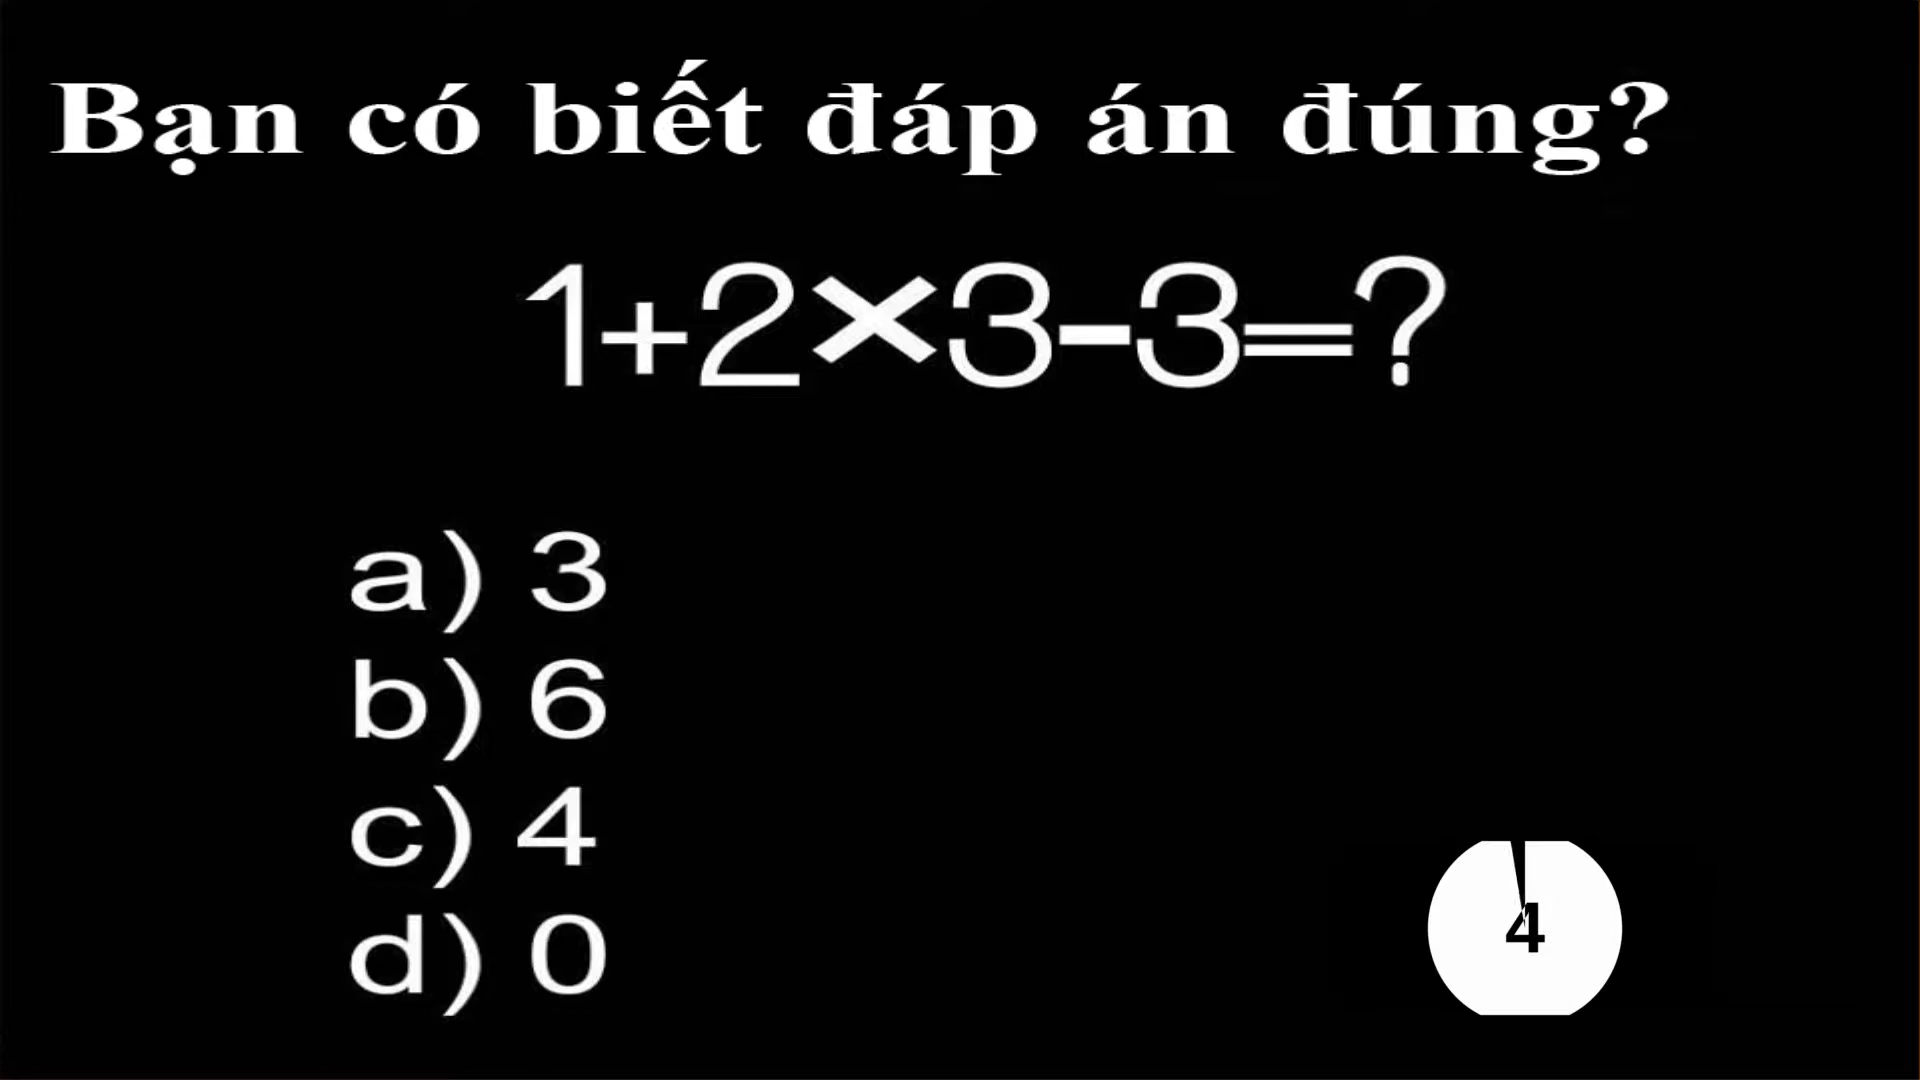 Bạn có biết đáp án đúng?
1+2×3-3=?
a) 3
b) 6
c) 4
d) 0
4